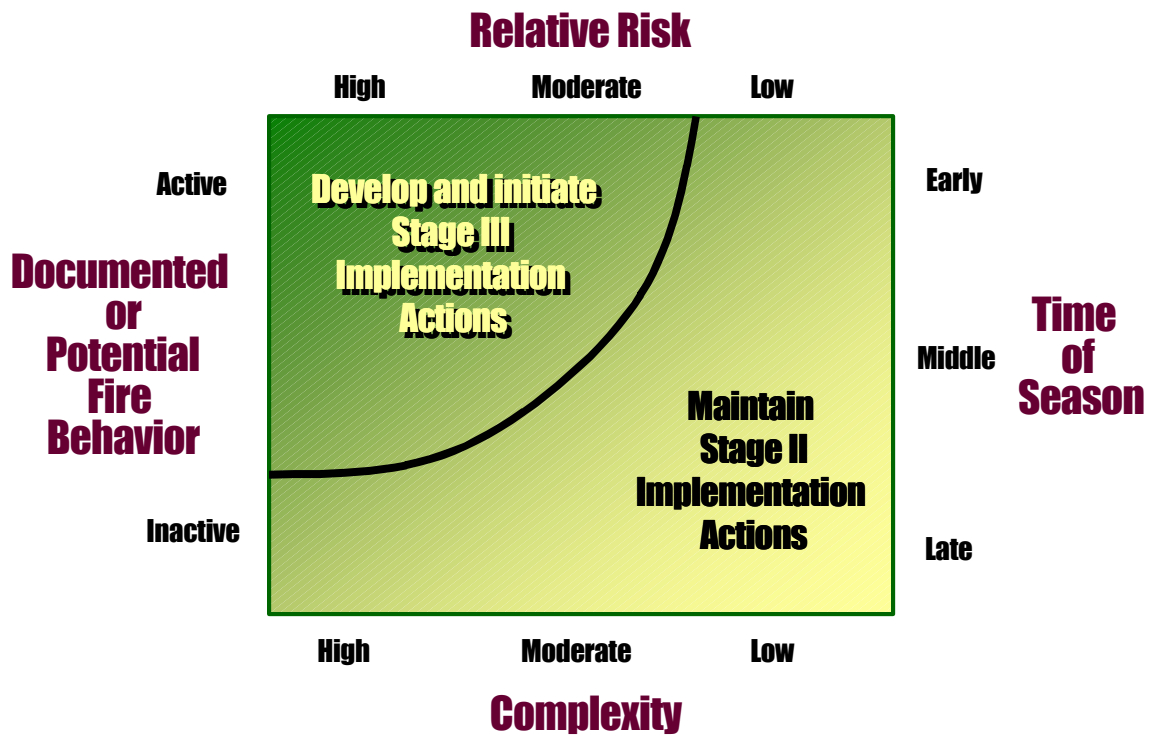 Relative Risk
High Moderate Low
Active
Early
Develop and initiate
Stage III
Implementation
Actions
Documented
or
Potential
Fire
Behavior
Time
of
Season
Middle
Maintain
Stage II
Implementation
Actions
Inactive
Late
High Moderate Low
Complexity